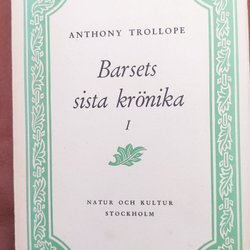 ANTHONY TROLLOPE
Barsets
sista krönika
I
NATUR OCH KULTUR
STOCKHOLM